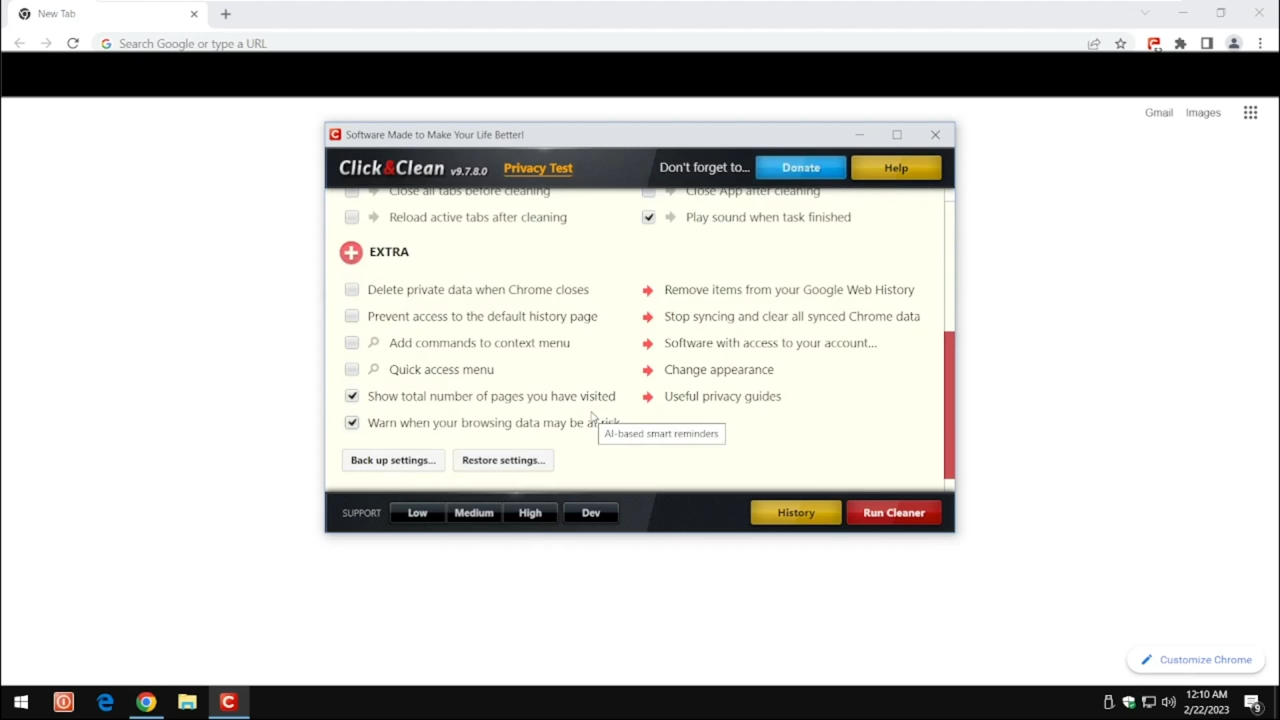 New Tab
Search Google or type a URL
Gmail Images
Software Made to Make Your Life Better!
Click&Clean v9.7.8.0 Privacy Test Don't forget to... Donate Help
Close all tabs before cleaning Close App after cleaning
Reload active tabs after cleaning Play sound when task finished
EXTRA
Delete private data when Chrome closes Remove items from your Google Web History
Prevent access to the default history page Stop syncing and clear all synced Chrome data
Add commands to context menu Software with access to your account...
Quick access menu Change appearance
Show total number of pages you have visited Useful privacy guides
Warn when your browsing data may be at risk
AI-based smart reminders
Back up settings... Restore settings...
SUPPORT Low Medium High Dev History Run Cleaner
Customize Chrome
12:10 AM
2/22/2023
9